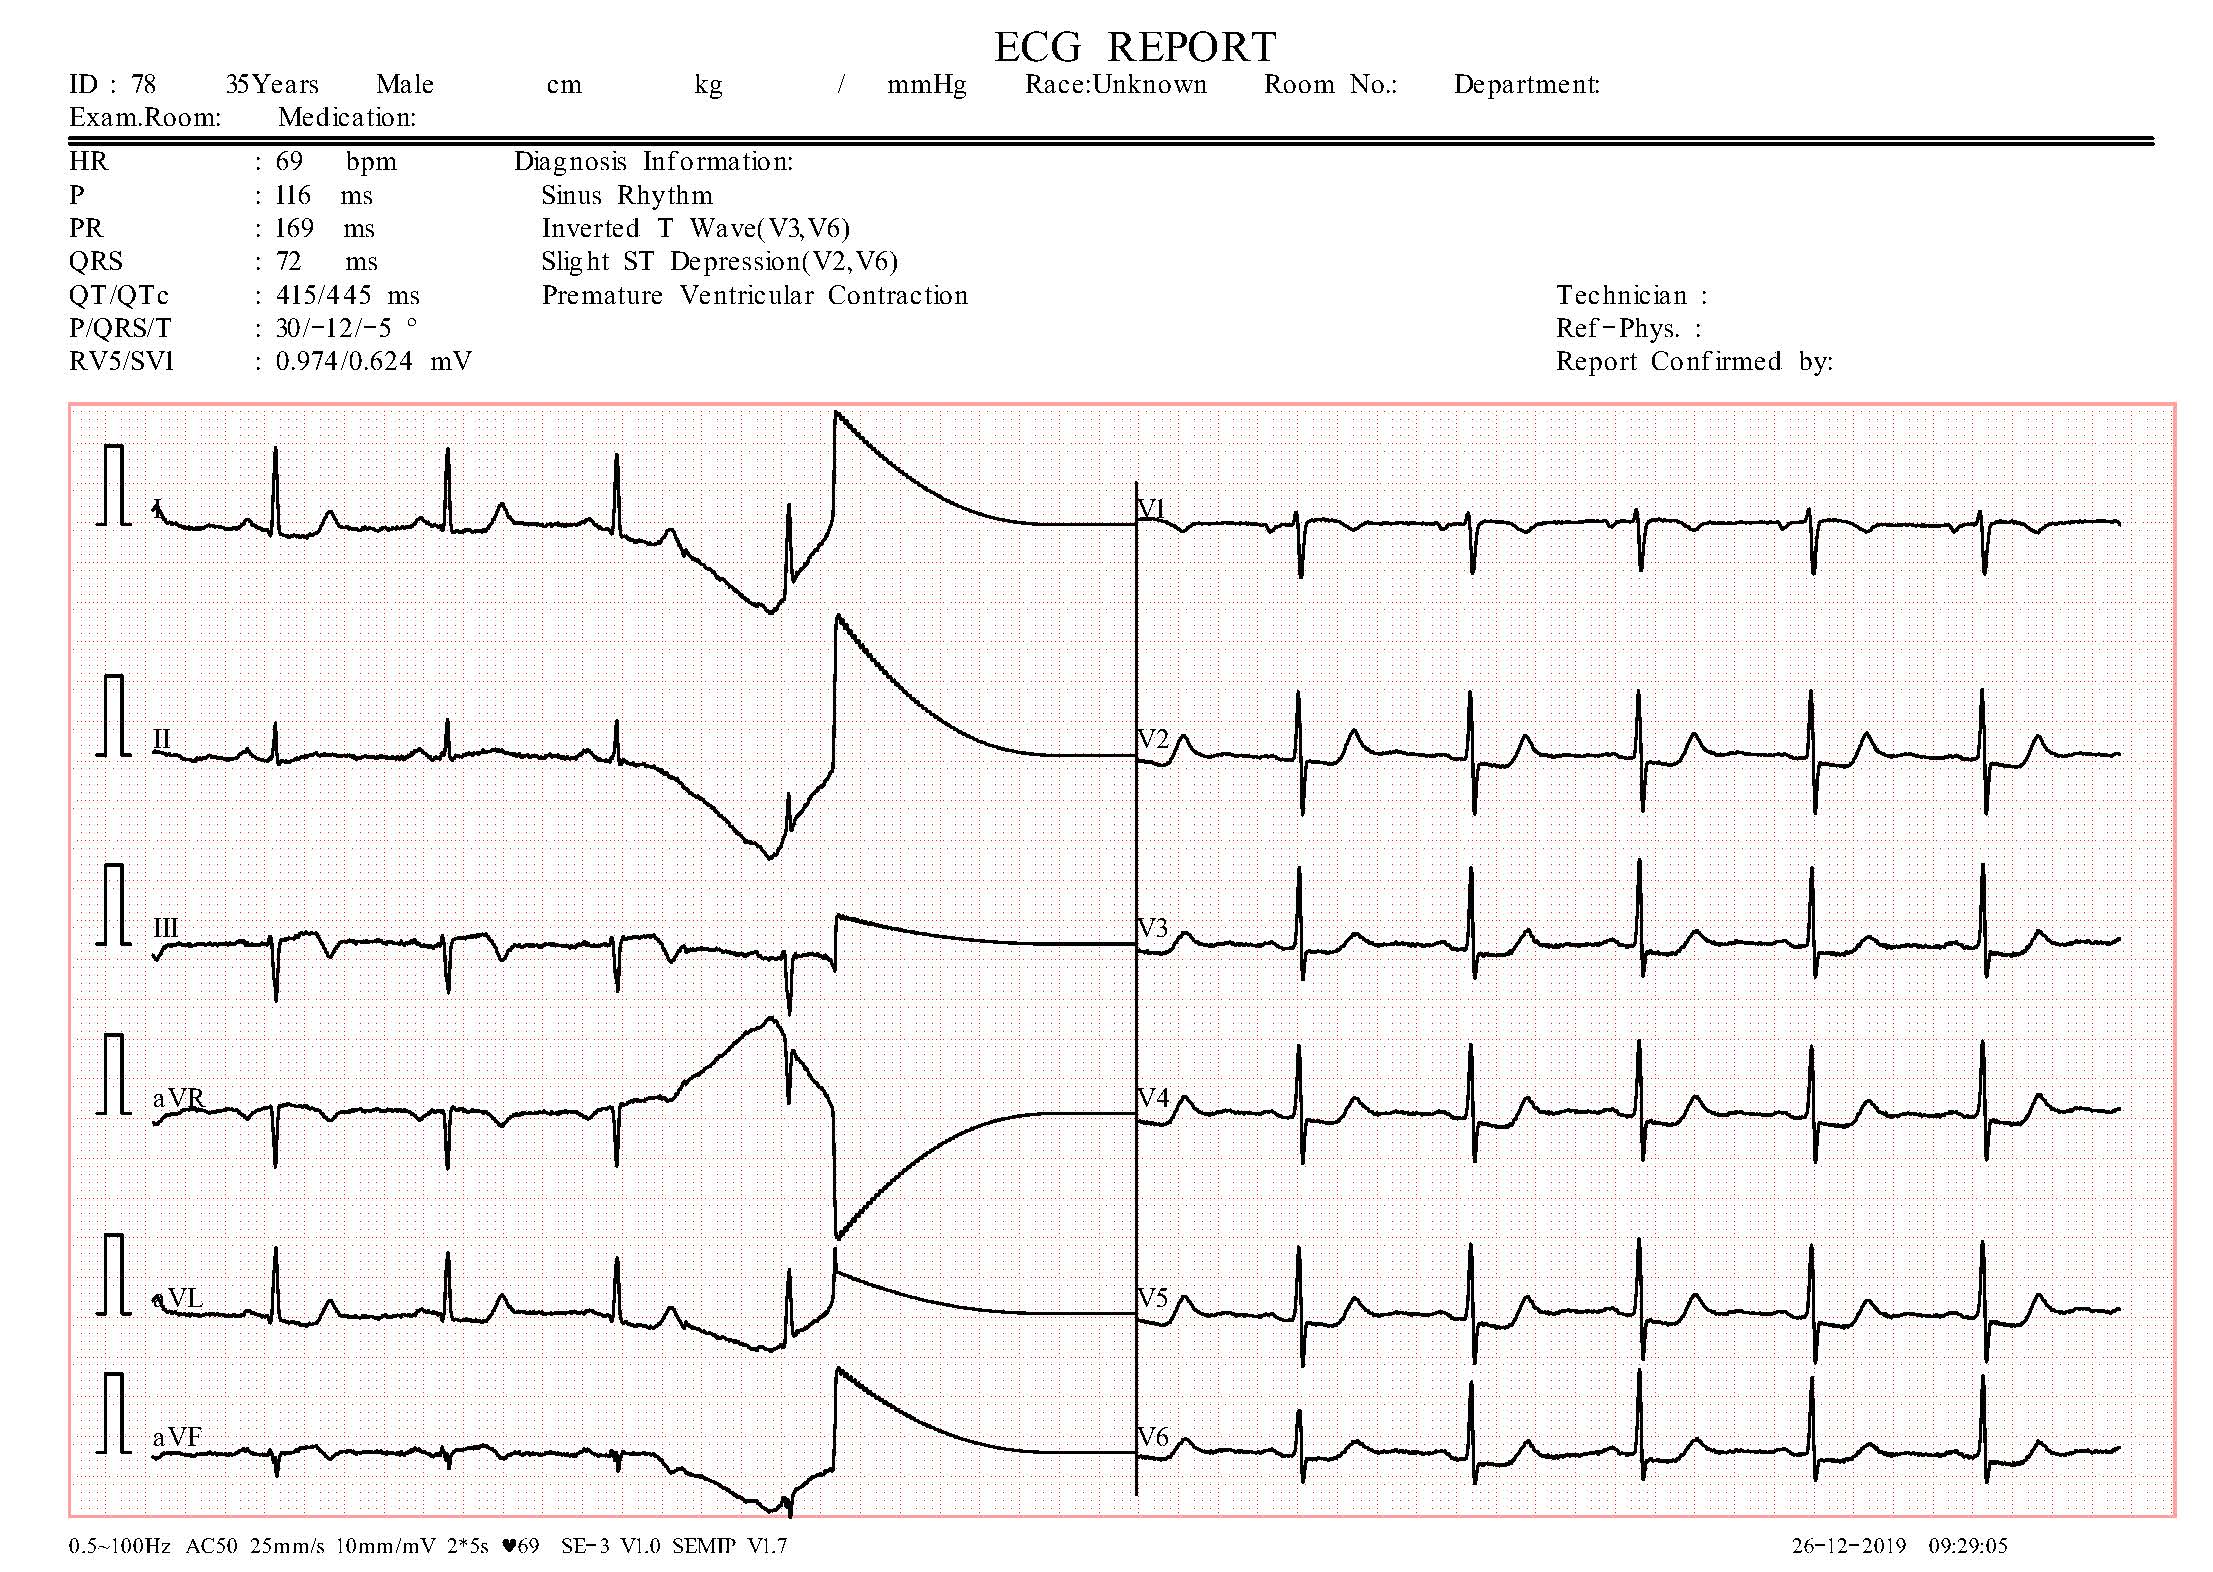 ECG REPORT
ID : 78 35Years Male cm kg / mmHg Race:Unknown Room No.: Department:
Exam.Room: Medication:
HR : 69 bpm Diagnosis Information:
P : 116 ms Sinus Rhythm
PR : 169 ms Inverted T Wave(V3,V6)
QRS : 72 ms Slight ST Depression(V2,V6)
QT/QTc : 415/445 ms Premature Ventricular Contraction Technician :
P/QRS/T : 30/-12/-5 ° Ref-Phys. :
RV5/SV1 : 0.974/0.624 mV Report Confirmed by:
I V1
II V2
III V3
aVR V4
aVL V5
aVF V6
0.5~100Hz AC50 25mm/s 10mm/mV 2*5s ♥69 SE-3 V1.0 SEMIP V1.7 26-12-2019 09:29:05